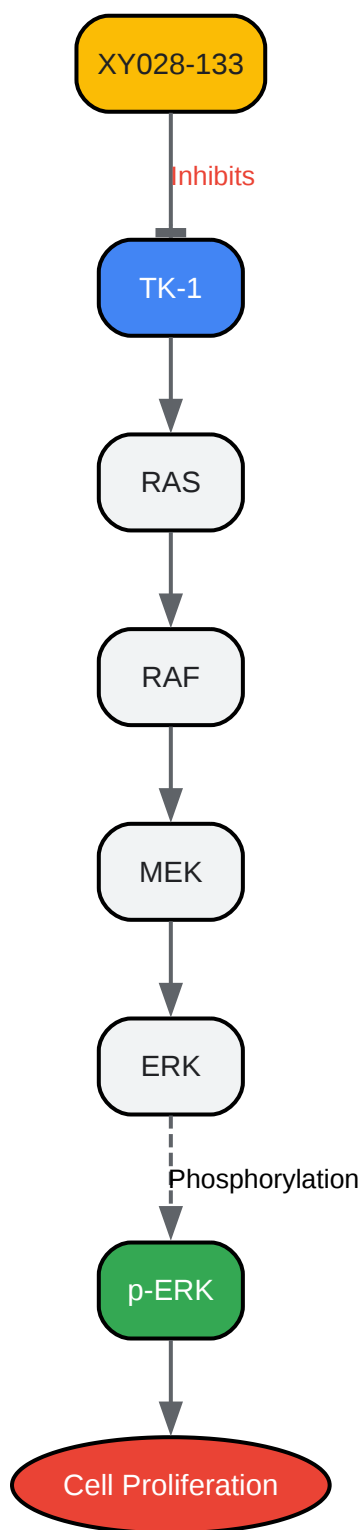 XY028-133
Inhibits
TK-1
RAS
RAF
MEK
ERK
Phosphorylation
p-ERK
Cell Proliferation